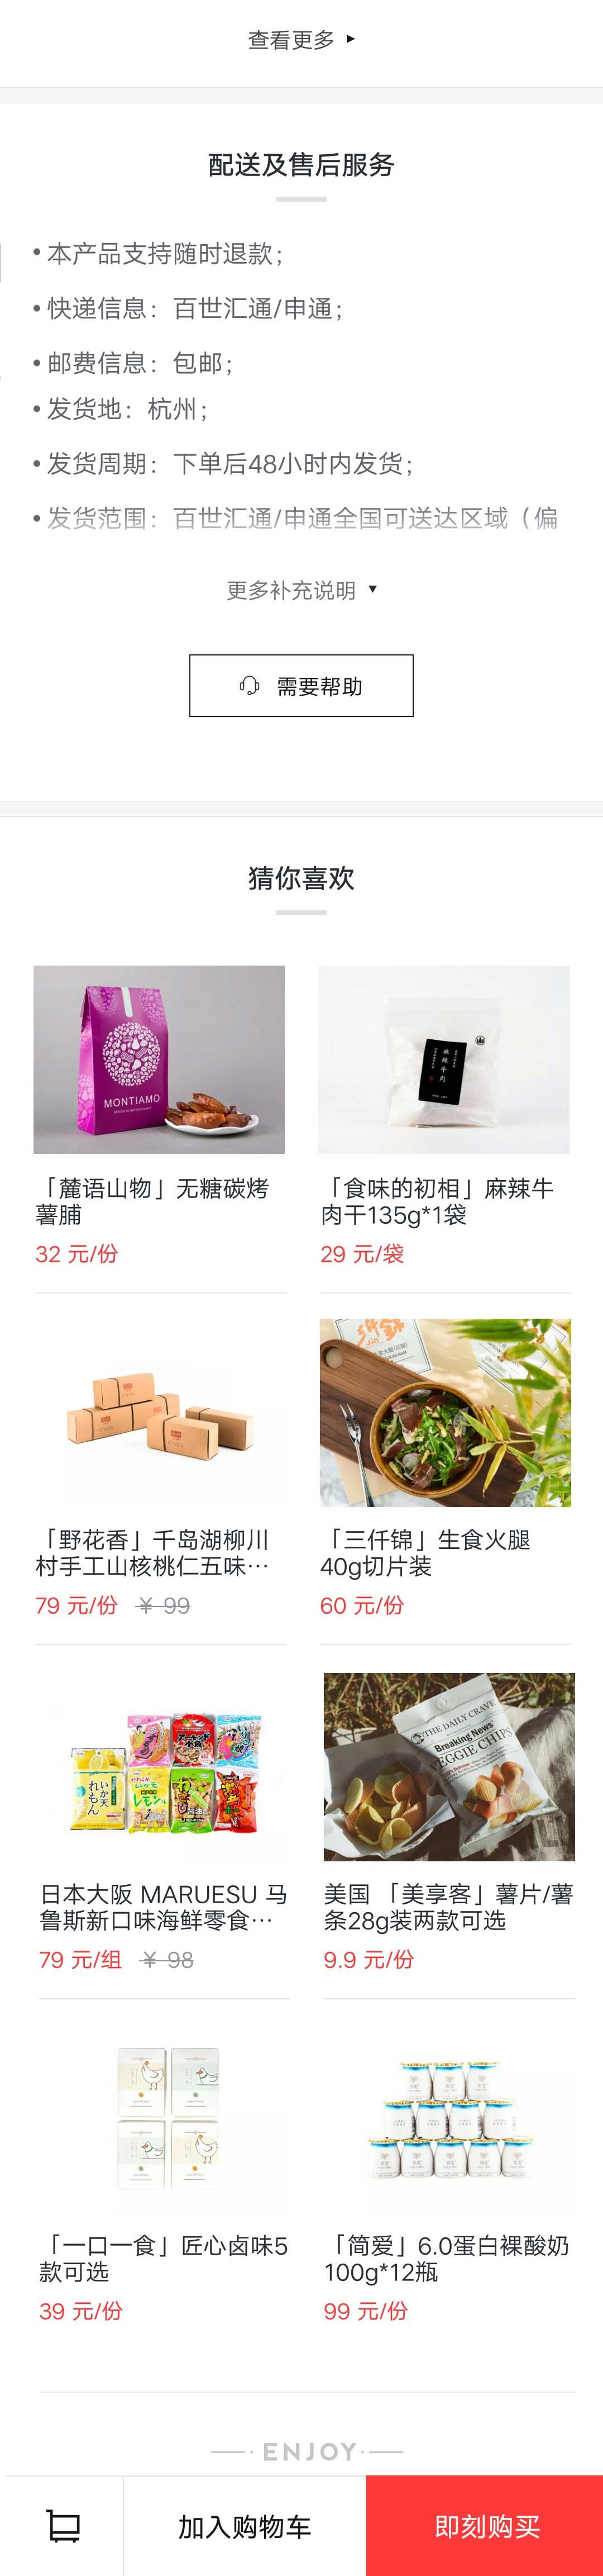 查看更多 ▸
配送及售后服务
• 本产品支持随时退款；
• 快递信息：百世汇通/申通；
• 邮费信息：包邮；
• 发货地：杭州；
• 发货周期：下单后48小时内发货；
• 发货范围：百世汇通/申通全国可送达区域（偏
更多补充说明 ▾
需要帮助
猜你喜欢
MONTIAMO
麻辣牛肉
「麓语山物」无糖碳烤
薯脯
32 元/份
「食味的初相」麻辣牛
肉干135g*1袋
29 元/袋
「野花香」千岛湖柳川
村手工山核桃仁五味…
79 元/份 ¥ 99
「三仟锦」生食火腿
40g切片装
60 元/份
いか天
れもん
レモン
THE DAILY CRAVE
Breaking News
VEGGIE CHIPS
日本大阪 MARUESU 马
鲁斯新口味海鲜零食…
79 元/组 ¥ 98
美国 「美享客」薯片/薯
条28g装两款可选
9.9 元/份
「一口一食」匠心卤味5
款可选
39 元/份
「简爱」6.0蛋白裸酸奶
100g*12瓶
99 元/份
ENJOY
加入购物车
即刻购买